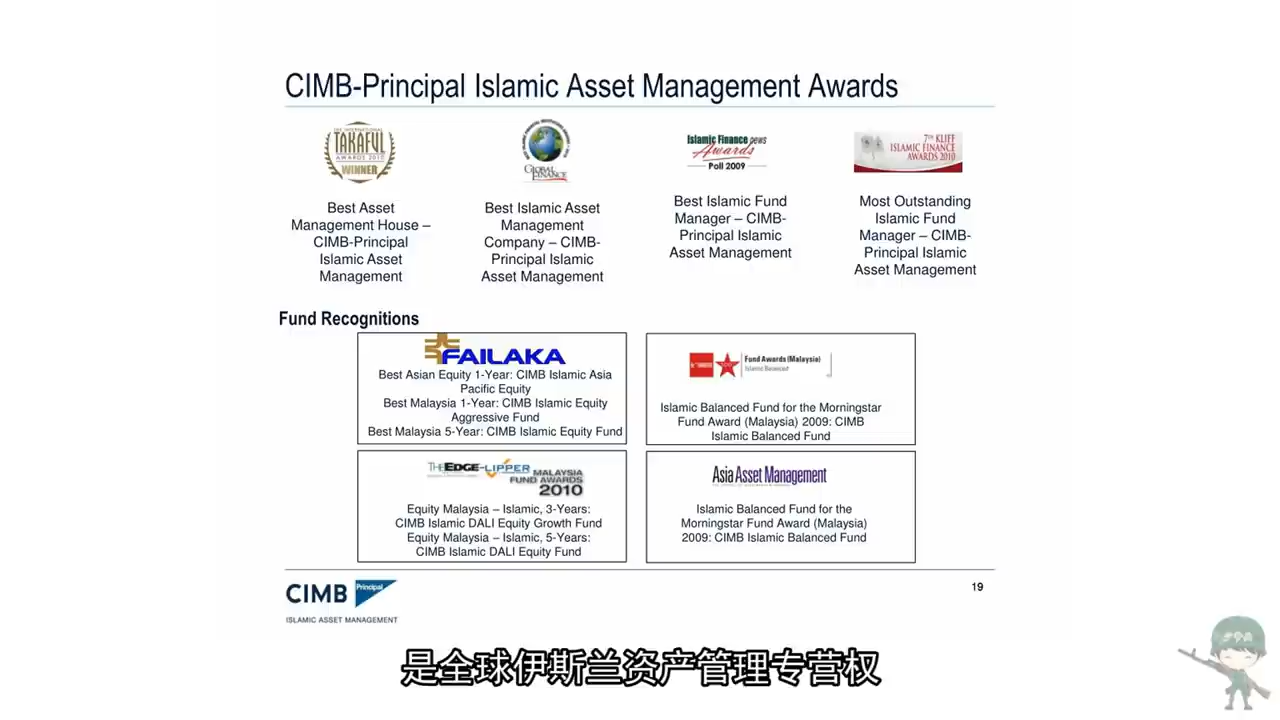 CIMB-Principal Islamic Asset Management Awards
THE INTERNATIONAL
TAKAFUL
AWARDS 2010
WINNER
Best Asset
Management House –
CIMB-Principal
Islamic Asset
Management
GLOBAL
FINANCE
Best Islamic Asset
Management
Company – CIMB-
Principal Islamic
Asset Management
Islamic Finance news
Awards
Poll 2009
Best Islamic Fund
Manager – CIMB-
Principal Islamic
Asset Management
7TH KLIFF
ISLAMIC FINANCE
AWARDS 2010
Most Outstanding
Islamic Fund
Manager – CIMB-
Principal Islamic
Asset Management
Fund Recognitions
FAILAKA
Best Asian Equity 1-Year: CIMB Islamic Asia
Pacific Equity
Best Malaysia 1-Year: CIMB Islamic Equity
Aggressive Fund
Best Malaysia 5-Year: CIMB Islamic Equity Fund
Fund Awards (Malaysia)
Islamic Balanced
Islamic Balanced Fund for the Morningstar
Fund Award (Malaysia) 2009: CIMB
Islamic Balanced Fund
THE EDGE-LIPPER
MALAYSIA
FUND AWARDS
2010
Equity Malaysia – Islamic, 3-Years:
CIMB Islamic DALI Equity Growth Fund
Equity Malaysia – Islamic, 5-Years:
CIMB Islamic DALI Equity Fund
Asia Asset Management
Islamic Balanced Fund for the
Morningstar Fund Award (Malaysia)
2009: CIMB Islamic Balanced Fund
CIMB Principal
ISLAMIC ASSET MANAGEMENT
19
是全球伊斯兰资产管理专营权